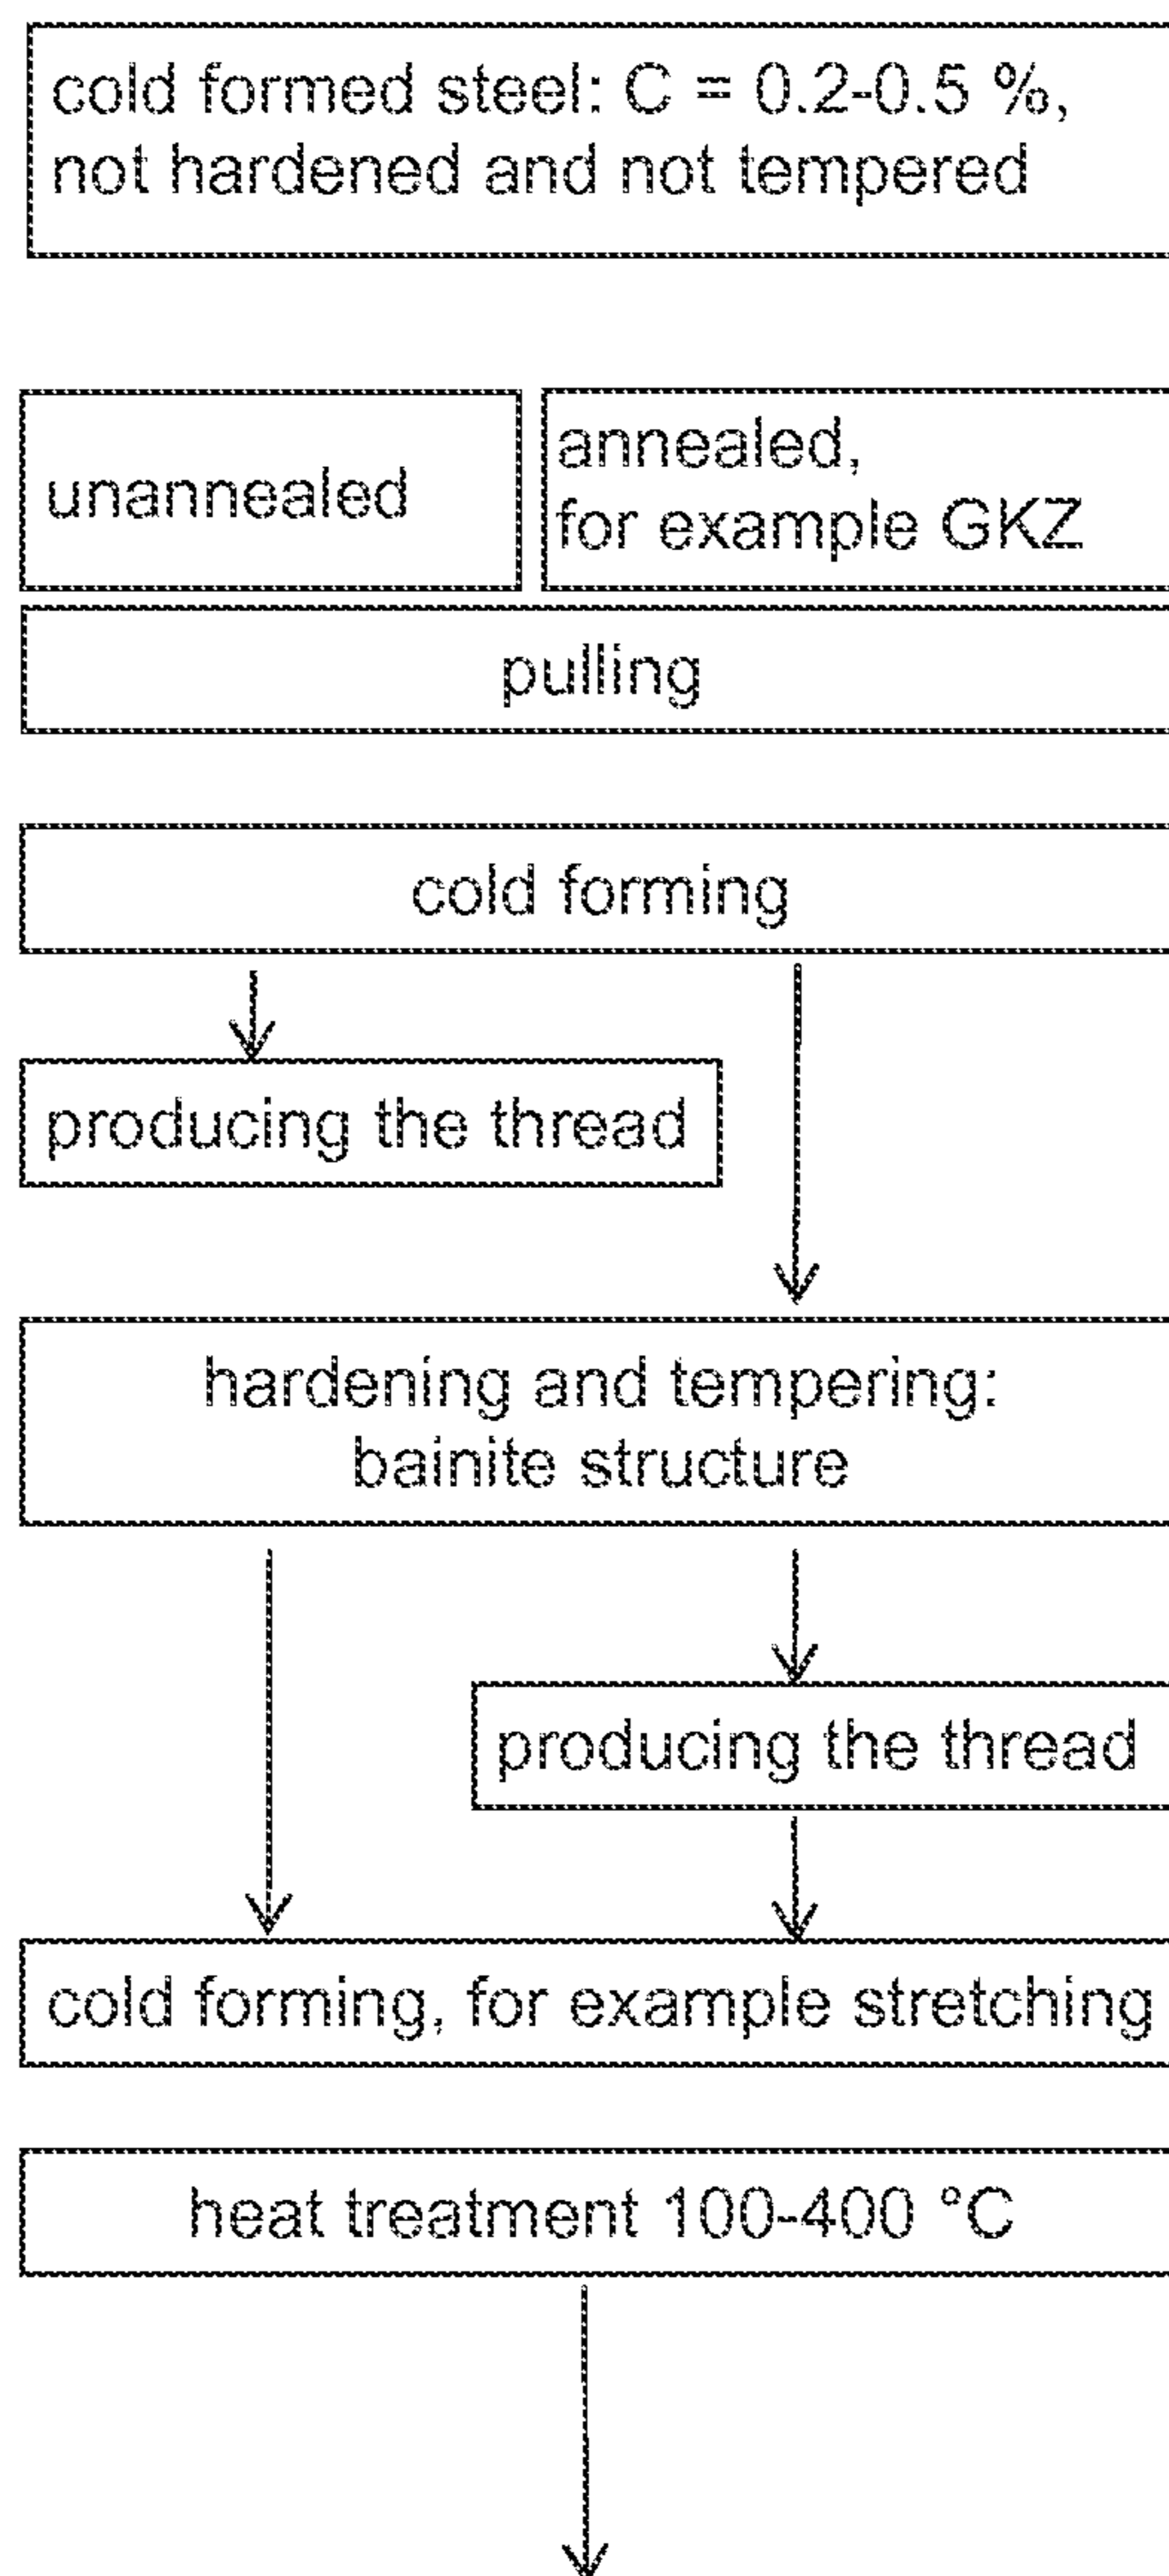 cold formed steel: C = 0.2-0.5 %,
not hardened and not tempered
unannealed
annealed,
for example GKZ
pulling
cold forming
producing the thread
hardening and tempering:
bainite structure
producing the thread
cold forming, for example stretching
heat treatment 100-400 °C